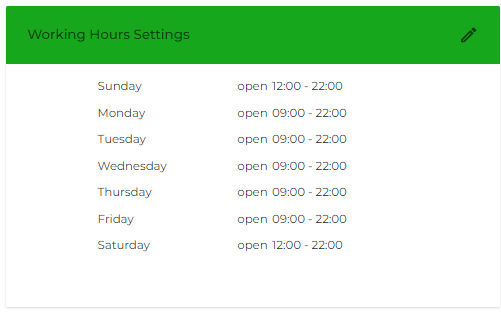 Working Hours Settings
Sunday open 12:00 - 22:00
Monday open 09:00 - 22:00
Tuesday open 09:00 - 22:00
Wednesday open 09:00 - 22:00
Thursday open 09:00 - 22:00
Friday open 09:00 - 22:00
Saturday open 12:00 - 22:00